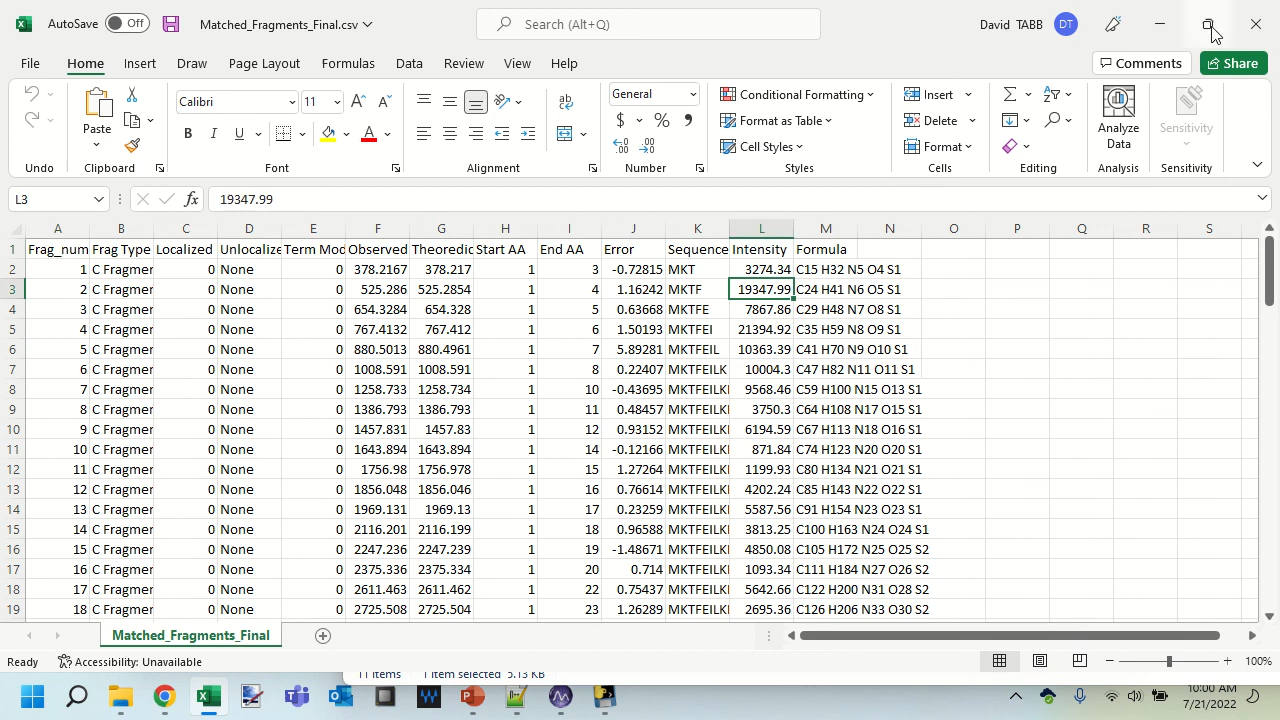 AutoSave Off Matched_Fragments_Final.csv Search (Alt+Q) David TABB DT
File Home Insert Draw Page Layout Formulas Data Review View Help Comments Share
Calibri 11 General Conditional Formatting Insert
Paste Format as Table Delete Analyze Data Sensitivity
B I U A $ % Cell Styles Format
Undo Clipboard Font Alignment Number Styles Cells Editing Analysis Sensitivity
L3 fx 19347.99
A B C D E F G H I J K L M N O P Q R S
1 Frag_num Frag Type Localized Unlocalize Term Mod Observed Theoredic Start AA End AA Error Sequence Intensity Formula
2 1 C Fragmer 0 None 0 378.2167 378.217 1 3 -0.72815 MKT 3274.34 C15 H32 N5 O4 S1
3 2 C Fragmer 0 None 0 525.286 525.2854 1 4 1.16242 MKTF 19347.99 C24 H41 N6 O5 S1
4 3 C Fragmer 0 None 0 654.3284 654.328 1 5 0.63668 MKTFE 7867.86 C29 H48 N7 O8 S1
5 4 C Fragmer 0 None 0 767.4132 767.412 1 6 1.50193 MKTFEI 21394.92 C35 H59 N8 O9 S1
6 5 C Fragmer 0 None 0 880.5013 880.4961 1 7 5.89281 MKTFEIL 10363.39 C41 H70 N9 O10 S1
7 6 C Fragmer 0 None 0 1008.591 1008.591 1 8 0.22407 MKTFEILK 10004.3 C47 H82 N11 O11 S1
8 7 C Fragmer 0 None 0 1258.733 1258.734 1 10 -0.43695 MKTFEILK 9568.46 C59 H100 N15 O13 S1
9 8 C Fragmer 0 None 0 1386.793 1386.793 1 11 0.48457 MKTFEILK 3750.3 C64 H108 N17 O15 S1
10 9 C Fragmer 0 None 0 1457.831 1457.83 1 12 0.93152 MKTFEILK 6194.59 C67 H113 N18 O16 S1
11 10 C Fragmer 0 None 0 1643.894 1643.894 1 14 -0.12166 MKTFEILK 871.84 C74 H123 N20 O20 S1
12 11 C Fragmer 0 None 0 1756.98 1756.978 1 15 1.27264 MKTFEILK 1199.93 C80 H134 N21 O21 S1
13 12 C Fragmer 0 None 0 1856.048 1856.046 1 16 0.76614 MKTFEILK 4202.24 C85 H143 N22 O22 S1
14 13 C Fragmer 0 None 0 1969.131 1969.13 1 17 0.23259 MKTFEILK 5587.56 C91 H154 N23 O23 S1
15 14 C Fragmer 0 None 0 2116.201 2116.199 1 18 0.96588 MKTFEILK 3813.25 C100 H163 N24 O24 S1
16 15 C Fragmer 0 None 0 2247.236 2247.239 1 19 -1.48671 MKTFEILK 4850.08 C105 H172 N25 O25 S2
17 16 C Fragmer 0 None 0 2375.336 2375.334 1 20 0.714 MKTFEILK 1093.34 C111 H184 N27 O26 S2
18 17 C Fragmer 0 None 0 2611.463 2611.462 1 22 0.75437 MKTFEILK 5642.66 C122 H200 N31 O28 S2
19 18 C Fragmer 0 None 0 2725.508 2725.504 1 23 1.26289 MKTFEILK 2695.36 C126 H206 N33 O30 S2
Matched_Fragments_Final
Ready Accessibility: Unavailable 100%
11 items 1 item selected 5.13 KB
10:00 AM
7/21/2022